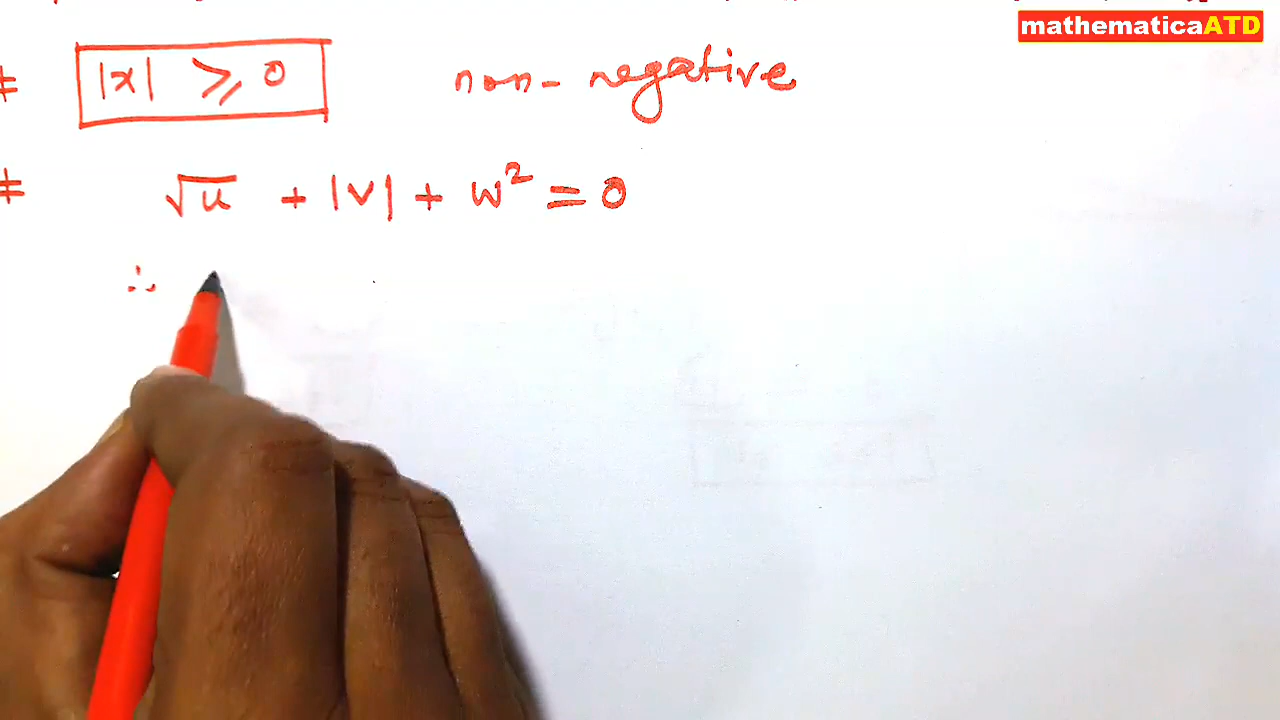 mathematicaATD
|x| ⩾ 0 non-negative
√u + |v| + w² = 0
∴